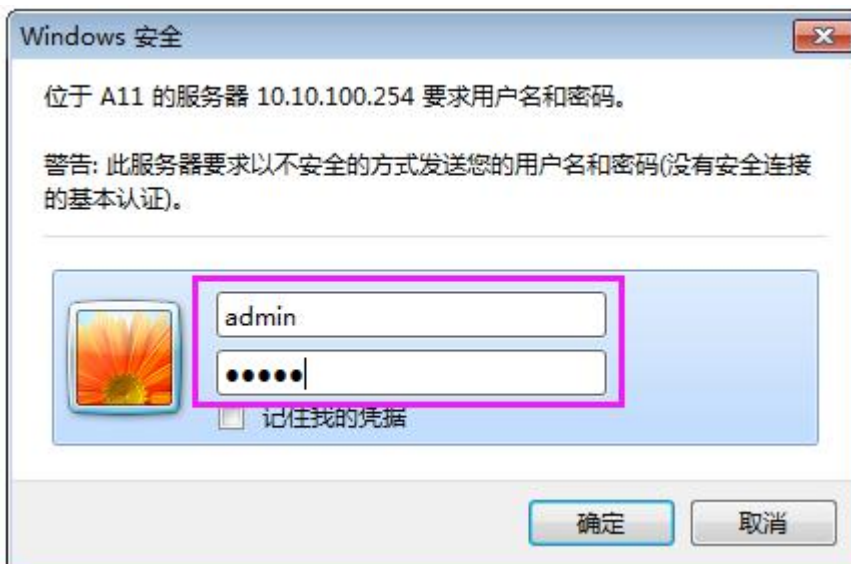 Windows 安全
位于 A11 的服务器 10.10.100.254 要求用户名和密码。
警告: 此服务器要求以不安全的方式发送您的用户名和密码(没有安全连接
的基本认证)。
admin
●●●●●
记住我的凭据
确定
取消